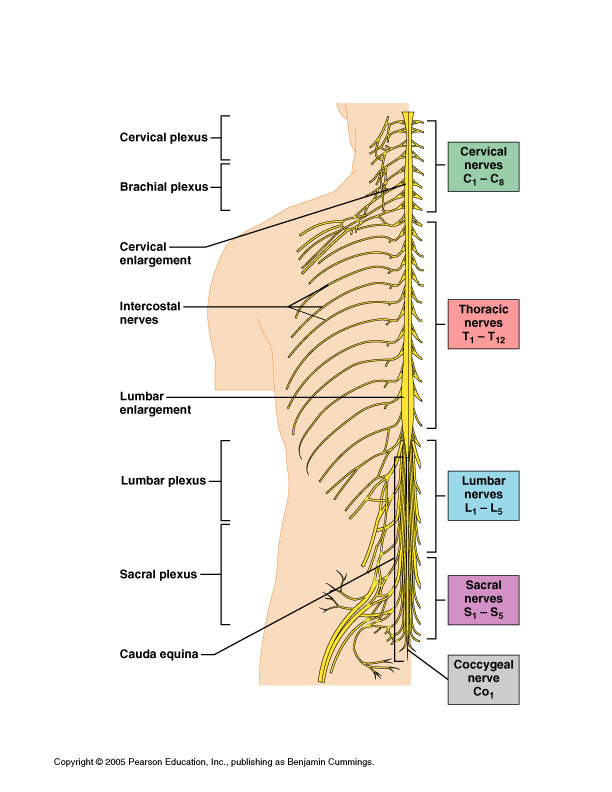 Cervical plexus
Brachial plexus
Cervical
enlargement
Intercostal
nerves
Lumbar
enlargement
Lumbar plexus
Sacral plexus
Cauda equina
Cervical
nerves
C₁ – C₈
Thoracic
nerves
T₁ – T₁₂
Lumbar
nerves
L₁ – L₅
Sacral
nerves
S₁ – S₅
Coccygeal
nerve
Co₁
Copyright © 2005 Pearson Education, Inc., publishing as Benjamin Cummings.